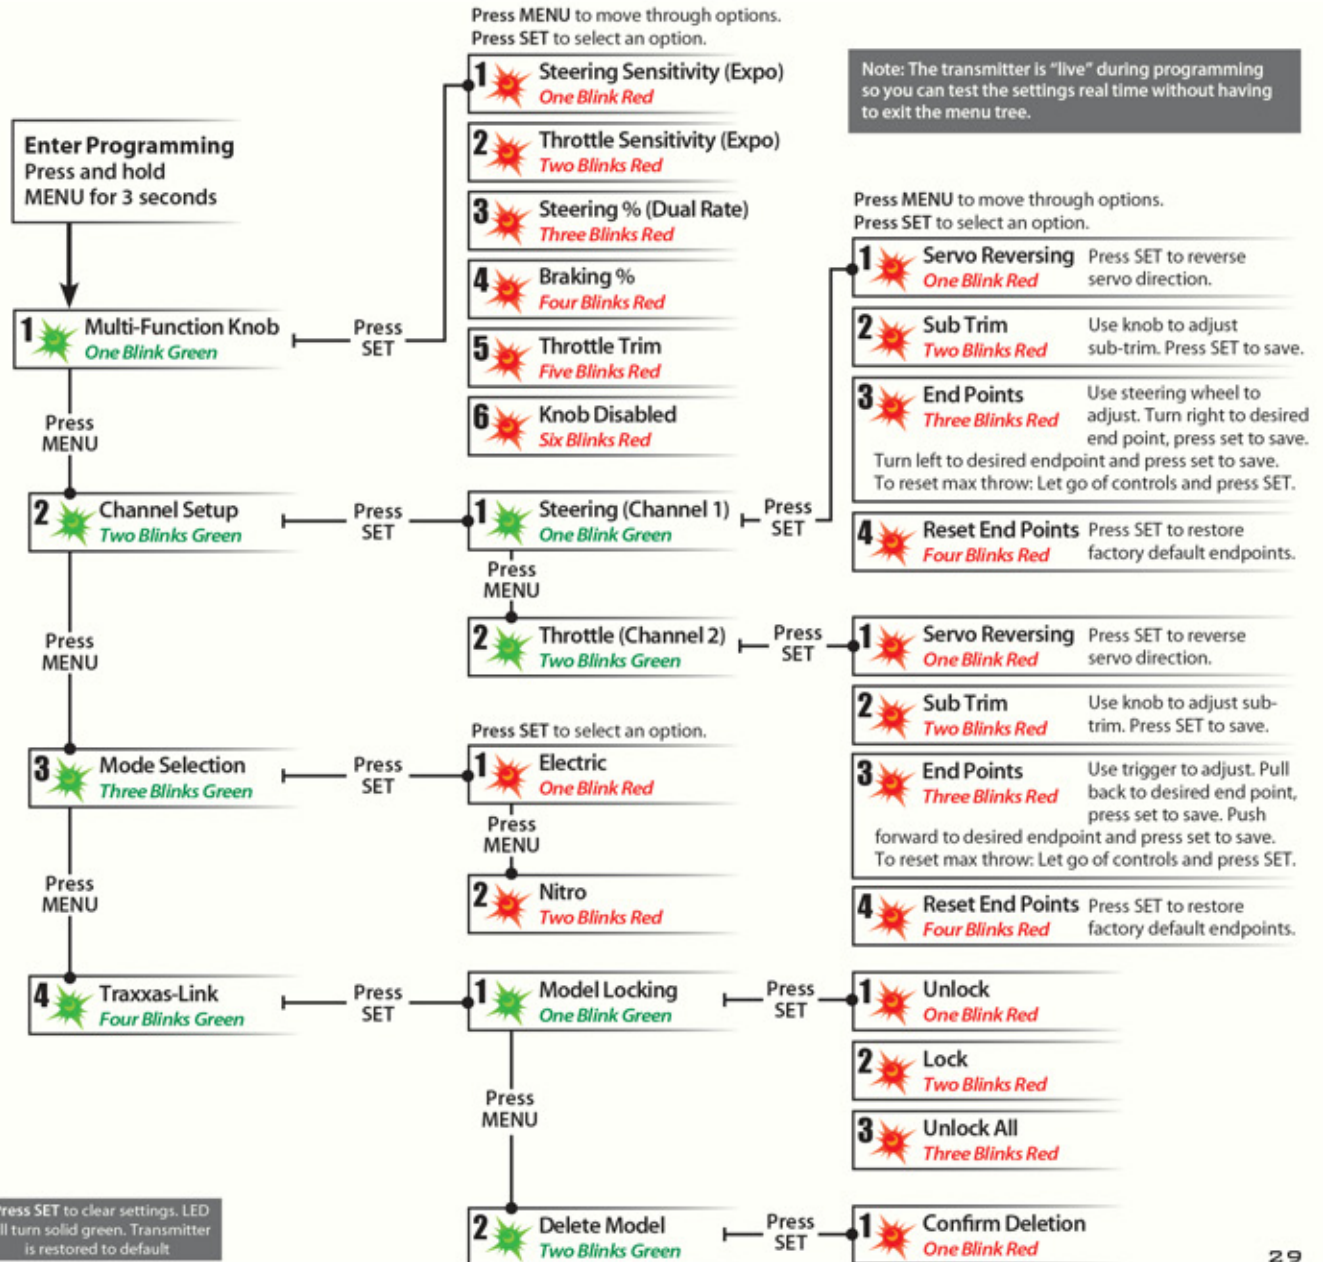 Press MENU to move through options.
Press SET to select an option.
1 Steering Sensitivity (Expo)
One Blink Red
2 Throttle Sensitivity (Expo)
Two Blinks Red
3 Steering % (Dual Rate)
Three Blinks Red
4 Braking %
Four Blinks Red
5 Throttle Trim
Five Blinks Red
6 Knob Disabled
Six Blinks Red
Note: The transmitter is "live" during programming
so you can test the settings real time without having
to exit the menu tree.
Enter Programming
Press and hold
MENU for 3 seconds
1 Multi-Function Knob
One Blink Green
Press
SET
Press
MENU
2 Channel Setup
Two Blinks Green
Press
SET
1 Steering (Channel 1)
One Blink Green
Press
SET
Press MENU to move through options.
Press SET to select an option.
1 Servo Reversing
One Blink Red
Press SET to reverse
servo direction.
2 Sub Trim
Two Blinks Red
Use knob to adjust
sub-trim. Press SET to save.
3 End Points
Three Blinks Red
Use steering wheel to
adjust. Turn right to desired
end point, press set to save.
Turn left to desired endpoint and press set to save.
To reset max throw: Let go of controls and press SET.
4 Reset End Points
Four Blinks Red
Press SET to restore
factory default endpoints.
Press
MENU
2 Throttle (Channel 2)
Two Blinks Green
Press
SET
1 Servo Reversing
One Blink Red
Press SET to reverse
servo direction.
2 Sub Trim
Two Blinks Red
Use knob to adjust sub-
trim. Press SET to save.
3 End Points
Three Blinks Red
Use trigger to adjust. Pull
back to desired end point,
press set to save. Push
forward to desired endpoint and press set to save.
To reset max throw: Let go of controls and press SET.
4 Reset End Points
Four Blinks Red
Press SET to restore
factory default endpoints.
Press
MENU
3 Mode Selection
Three Blinks Green
Press
SET
Press SET to select an option.
1 Electric
One Blink Red
Press
MENU
2 Nitro
Two Blinks Red
Press
MENU
4 Traxxas-Link
Four Blinks Green
Press
SET
1 Model Locking
One Blink Green
Press
SET
1 Unlock
One Blink Red
2 Lock
Two Blinks Red
3 Unlock All
Three Blinks Red
Press
MENU
2 Delete Model
Two Blinks Green
Press
SET
1 Confirm Deletion
One Blink Red
Press SET to clear settings. LED
ll turn solid green. Transmitter
is restored to default
29